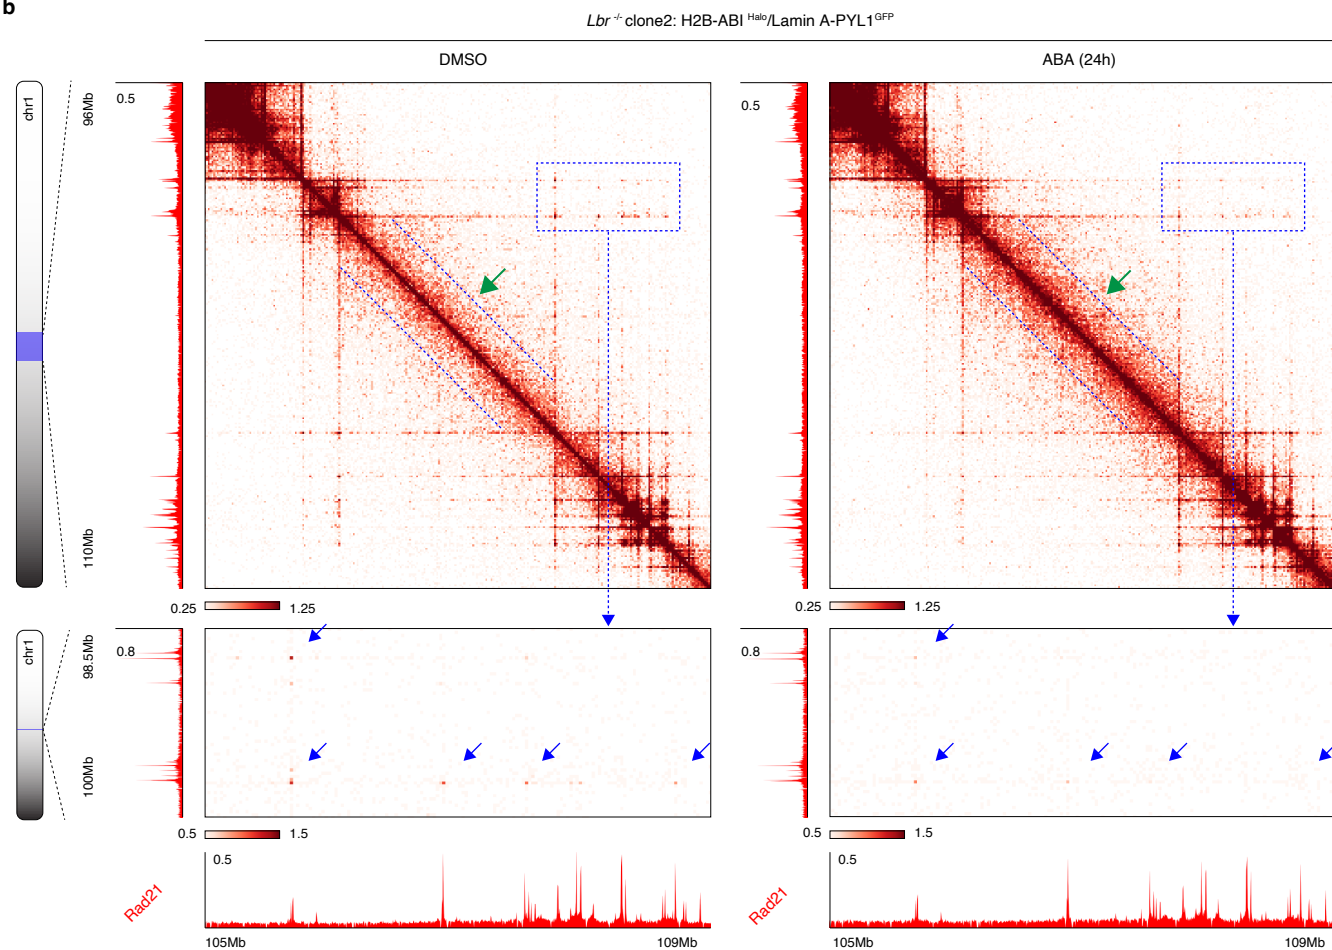 b
Lbr -/- clone2: H2B-ABI Halo/Lamin A-PYL1GFP
DMSO
ABA (24h)
chr1
96Mb
110Mb
0.5
0.5
0.25
1.25
0.25
1.25
chr1
98.5Mb
100Mb
0.8
0.8
0.5
1.5
0.5
1.5
Rad21
0.5
Rad21
0.5
105Mb
109Mb
105Mb
109Mb